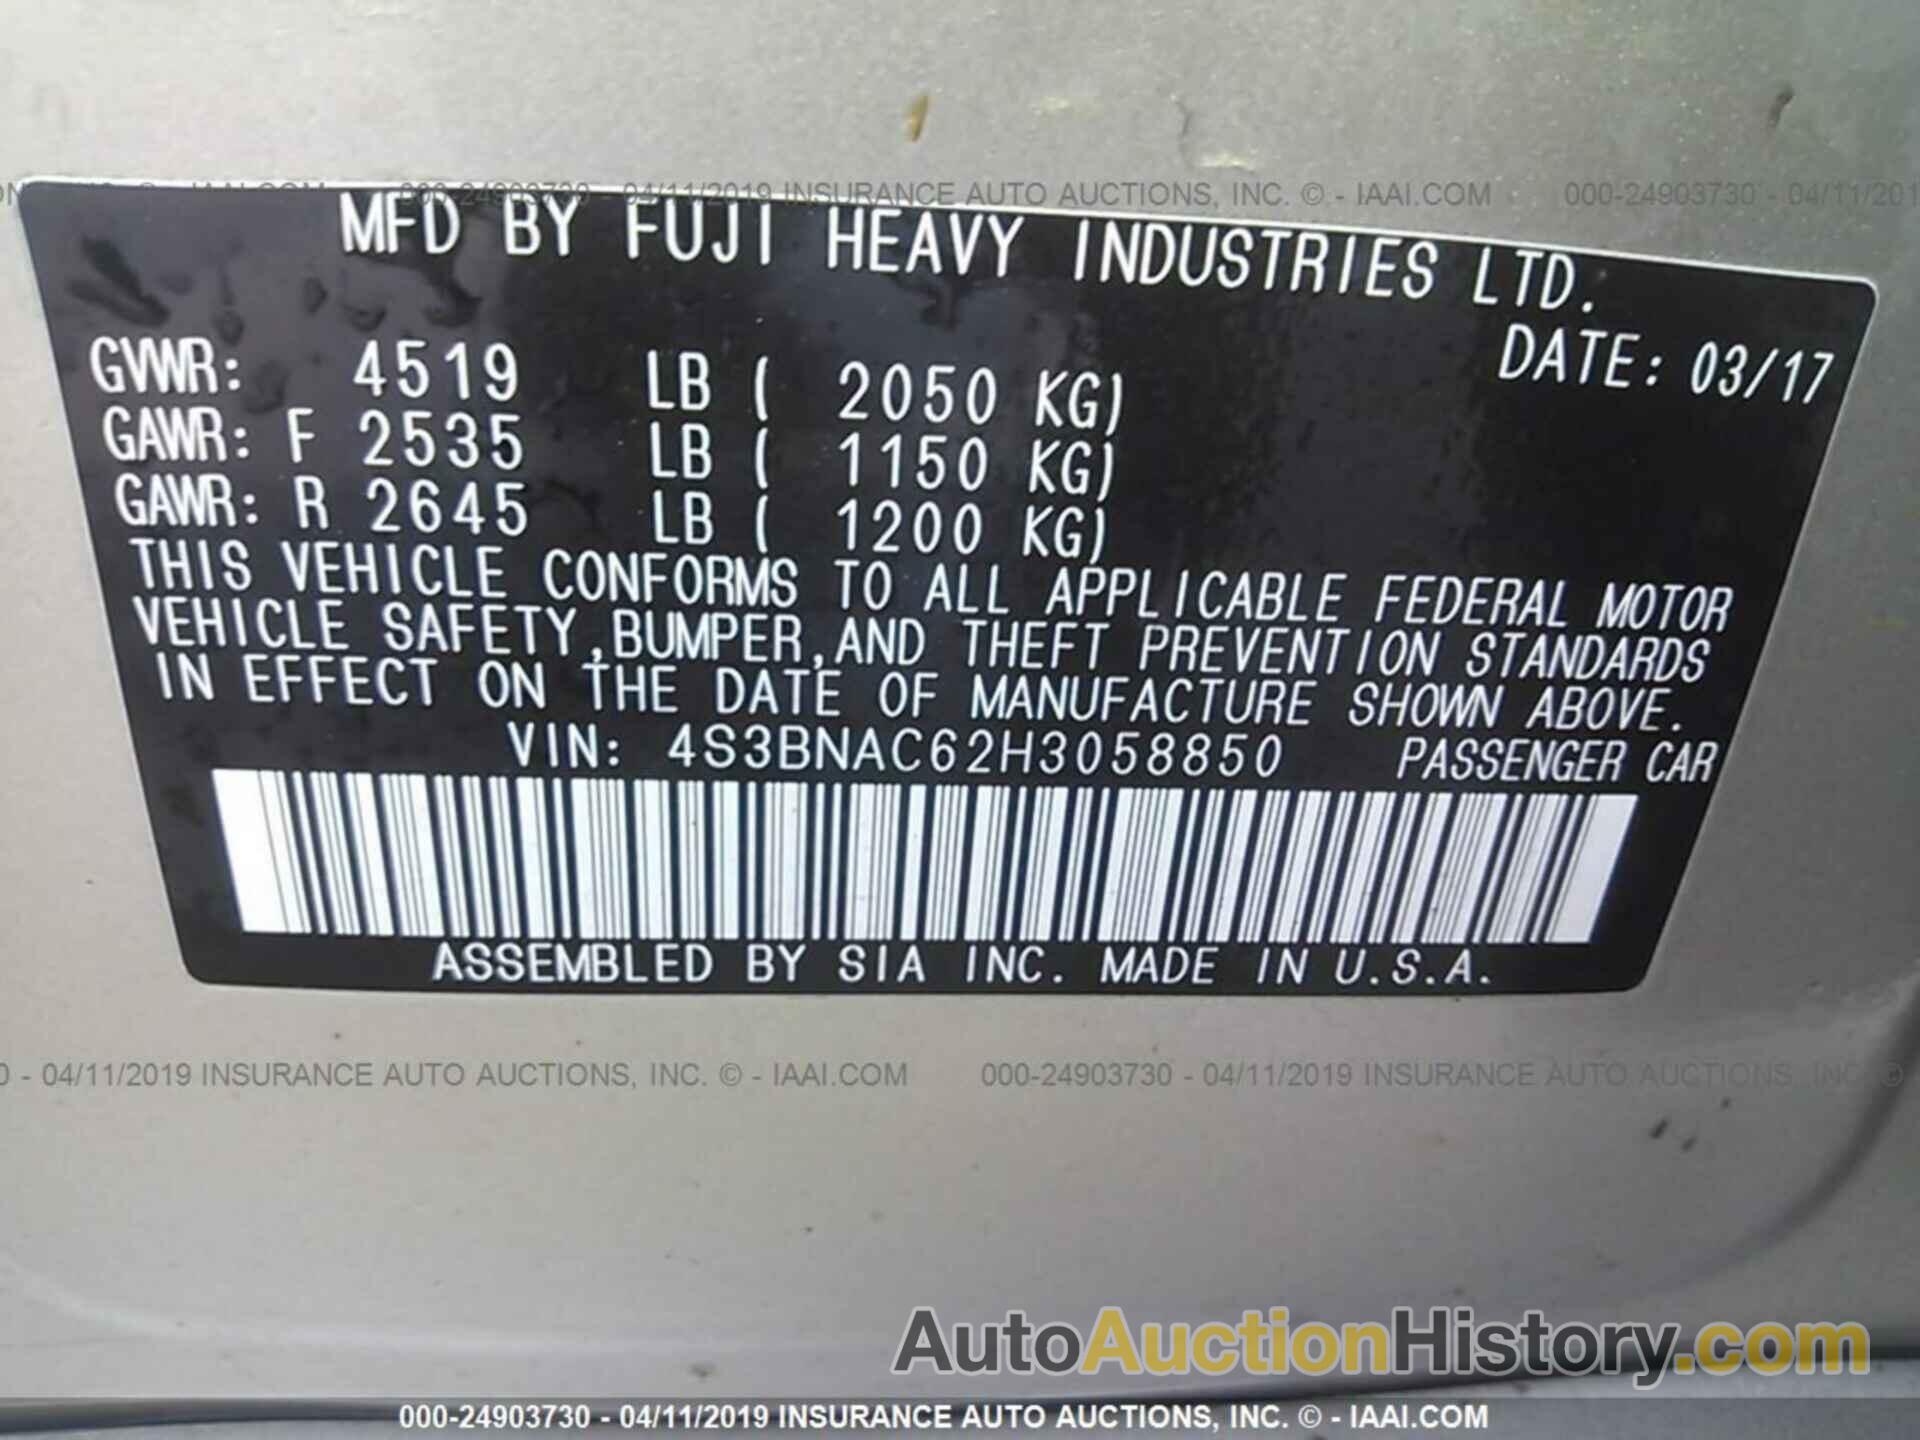 000-24903730 - 04/11/2019 INSURANCE AUTO AUCTIONS, INC. © - IAAI.COM 000-24903730 - 04/11/201
MFD BY FUJI HEAVY INDUSTRIES LTD.
DATE: 03/17
GVWR: 4519 LB ( 2050 KG)
GAWR: F 2535 LB ( 1150 KG)
GAWR: R 2645 LB ( 1200 KG)
THIS VEHICLE CONFORMS TO ALL APPLICABLE FEDERAL MOTOR
VEHICLE SAFETY,BUMPER,AND THEFT PREVENTION STANDARDS
IN EFFECT ON THE DATE OF MANUFACTURE SHOWN ABOVE.
VIN: 4S3BNAC62H3058850 PASSENGER CAR
ASSEMBLED BY SIA INC. MADE IN U.S.A.
0 - 04/11/2019 INSURANCE AUTO AUCTIONS, INC. © - IAAI.COM 000-24903730 - 04/11/2019 INSURANCE AUTO AUCTIONS, INC. ©
AutoAuctionHistory.com
000-24903730 - 04/11/2019 INSURANCE AUTO AUCTIONS, INC. © - IAAI.COM